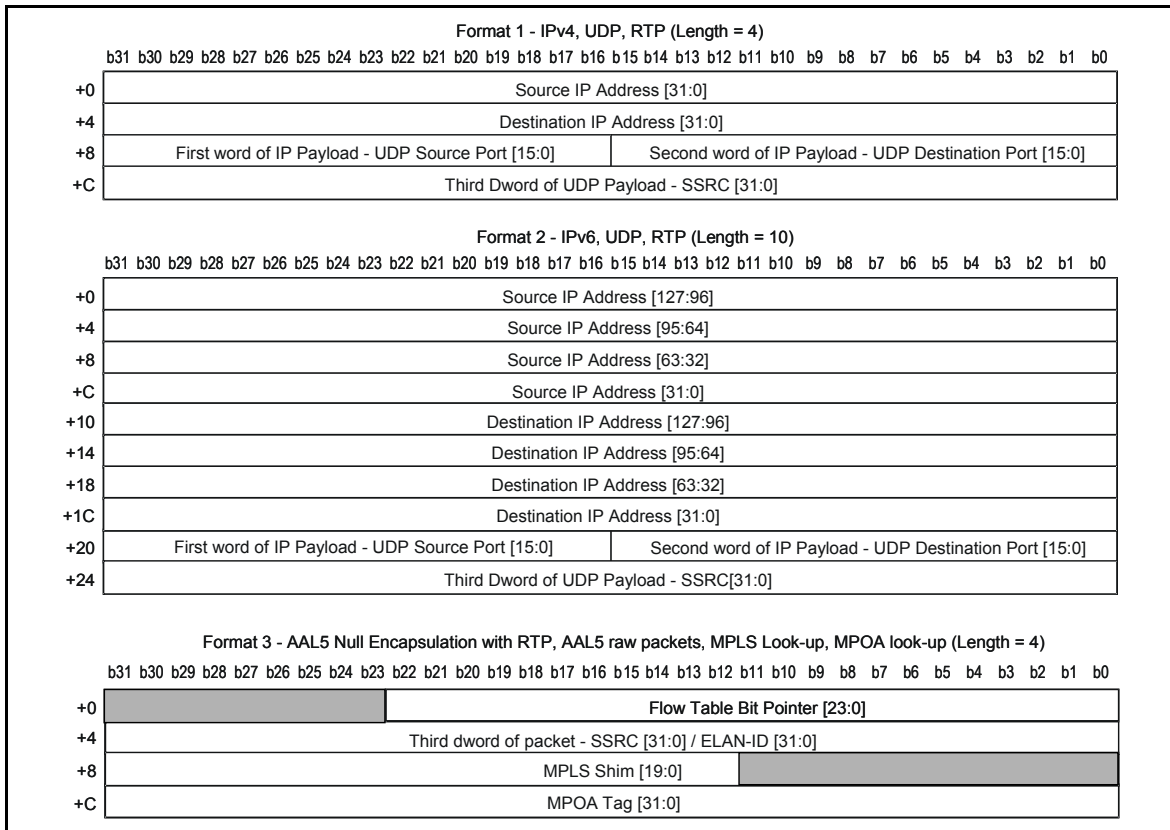 Format 1 - IPv4, UDP, RTP (Length = 4)
b31 b30 b29 b28 b27 b26 b25 b24 b23 b22 b21 b20 b19 b18 b17 b16 b15 b14 b13 b12 b11 b10 b9 b8 b7 b6 b5 b4 b3 b2 b1 b0
+0 Source IP Address [31:0]
+4 Destination IP Address [31:0]
+8 First word of IP Payload - UDP Source Port [15:0] Second word of IP Payload - UDP Destination Port [15:0]
+C Third Dword of UDP Payload - SSRC [31:0]
Format 2 - IPv6, UDP, RTP (Length = 10)
b31 b30 b29 b28 b27 b26 b25 b24 b23 b22 b21 b20 b19 b18 b17 b16 b15 b14 b13 b12 b11 b10 b9 b8 b7 b6 b5 b4 b3 b2 b1 b0
+0 Source IP Address [127:96]
+4 Source IP Address [95:64]
+8 Source IP Address [63:32]
+C Source IP Address [31:0]
+10 Destination IP Address [127:96]
+14 Destination IP Address [95:64]
+18 Destination IP Address [63:32]
+1C Destination IP Address [31:0]
+20 First word of IP Payload - UDP Source Port [15:0] Second word of IP Payload - UDP Destination Port [15:0]
+24 Third Dword of UDP Payload - SSRC[31:0]
Format 3 - AAL5 Null Encapsulation with RTP, AAL5 raw packets, MPLS Look-up, MPOA look-up (Length = 4)
b31 b30 b29 b28 b27 b26 b25 b24 b23 b22 b21 b20 b19 b18 b17 b16 b15 b14 b13 b12 b11 b10 b9 b8 b7 b6 b5 b4 b3 b2 b1 b0
+0 Flow Table Bit Pointer [23:0]
+4 Third dword of packet - SSRC [31:0] / ELAN-ID [31:0]
+8 MPLS Shim [19:0]
+C MPOA Tag [31:0]